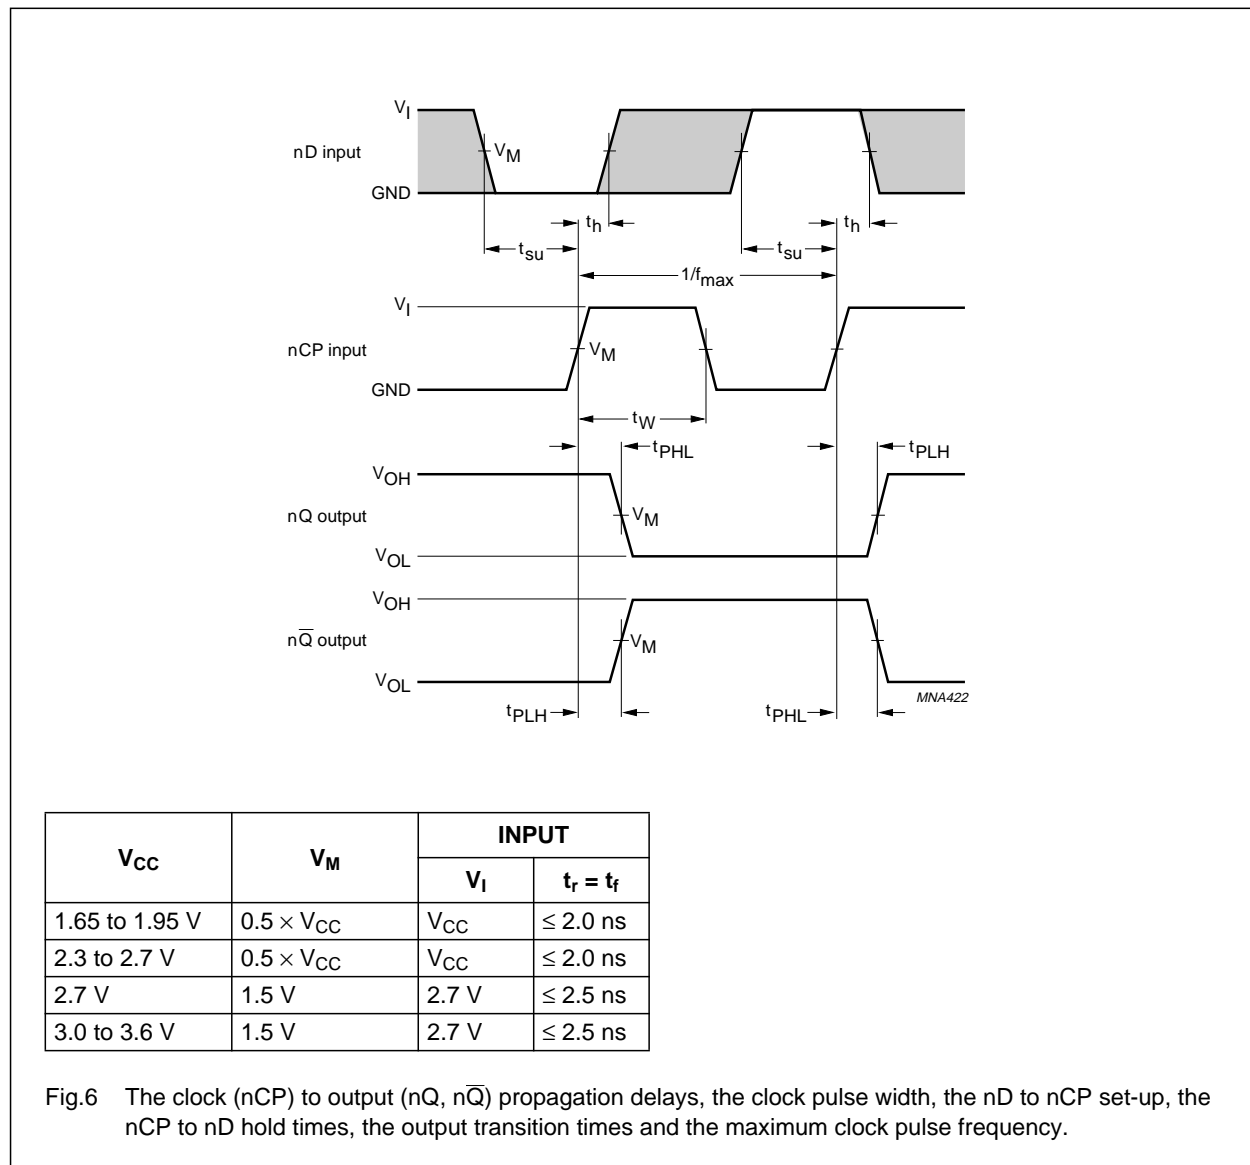 V_I
nD input
V_M
GND
t_h
t_h
t_su
t_su
1/f_max
V_I
nCP input
V_M
GND
t_W
t_PHL
t_PLH
V_OH
nQ output
V_M
V_OL
V_OH
nQ̅ output
V_M
V_OL
MNA422
t_PLH
t_PHL
V_CC V_M INPUT
V_I t_r = t_f
1.65 to 1.95 V 0.5 × V_CC V_CC ≤ 2.0 ns
2.3 to 2.7 V 0.5 × V_CC V_CC ≤ 2.0 ns
2.7 V 1.5 V 2.7 V ≤ 2.5 ns
3.0 to 3.6 V 1.5 V 2.7 V ≤ 2.5 ns
Fig.6 The clock (nCP) to output (nQ, nQ̅) propagation delays, the clock pulse width, the nD to nCP set-up, the
nCP to nD hold times, the output transition times and the maximum clock pulse frequency.